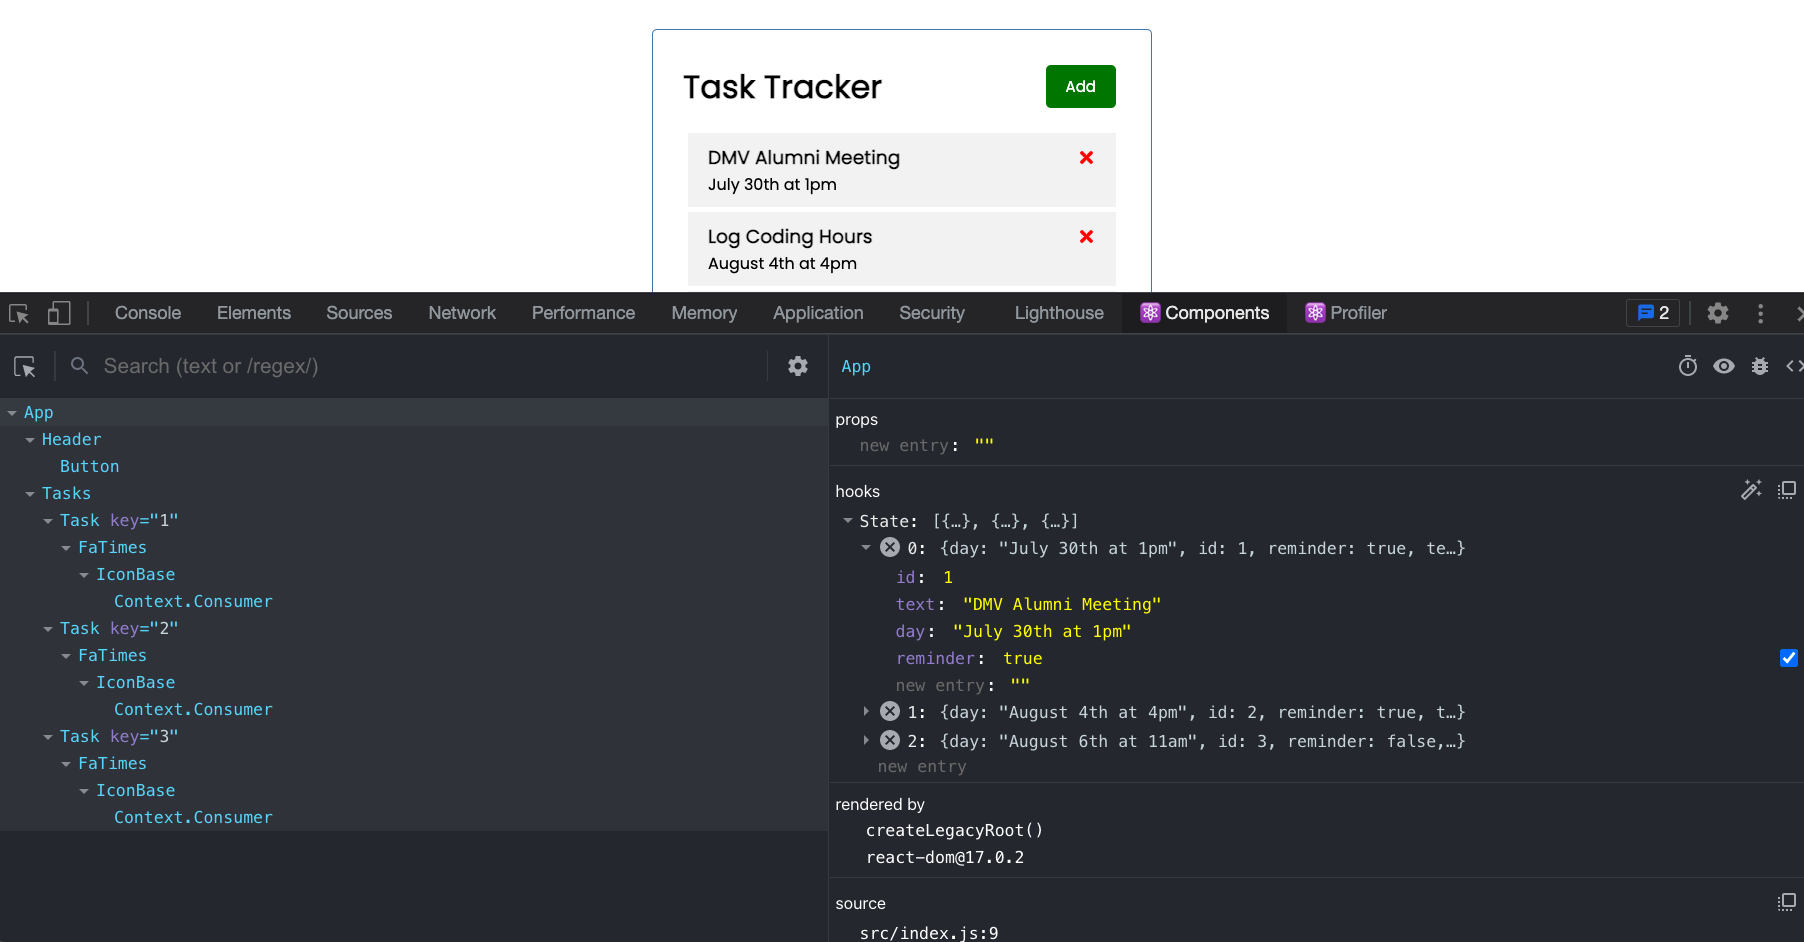 Task Tracker
Add
DMV Alumni Meeting
July 30th at 1pm
Log Coding Hours
August 4th at 4pm
Console Elements Sources Network Performance Memory Application Security Lighthouse Components Profiler 2
Search (text or /regex/)
App
Header
Button
Tasks
Task key="1"
FaTimes
IconBase
Context.Consumer
Task key="2"
FaTimes
IconBase
Context.Consumer
Task key="3"
FaTimes
IconBase
Context.Consumer
App
props
new entry: ""
hooks
State: [{…}, {…}, {…}]
0: {day: "July 30th at 1pm", id: 1, reminder: true, te…}
id: 1
text: "DMV Alumni Meeting"
day: "July 30th at 1pm"
reminder: true
new entry: ""
1: {day: "August 4th at 4pm", id: 2, reminder: true, t…}
2: {day: "August 6th at 11am", id: 3, reminder: false,…}
new entry
rendered by
createLegacyRoot()
react-dom@17.0.2
source
src/index.js:9